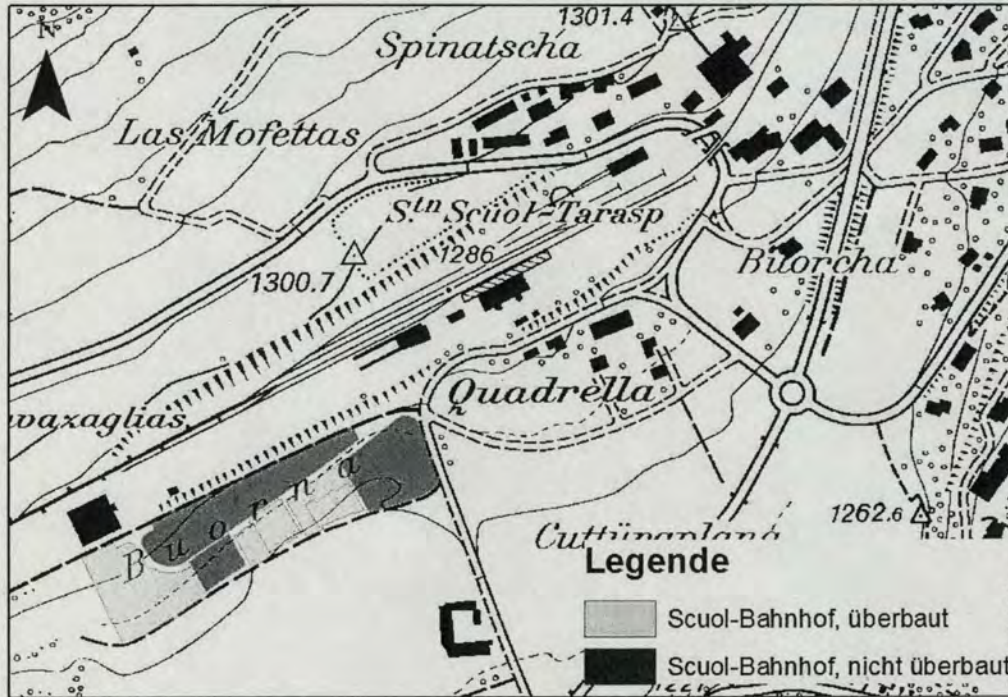 1301.4
N
Spinatscha
Las Mofettas
Stn Scuol-Tarasp
1286
1300.7
Buorcha
Quadrella
Buorna
1262.6
Legende
Scuol-Bahnhof, überbaut
Scuol-Bahnhof, nicht überbaut